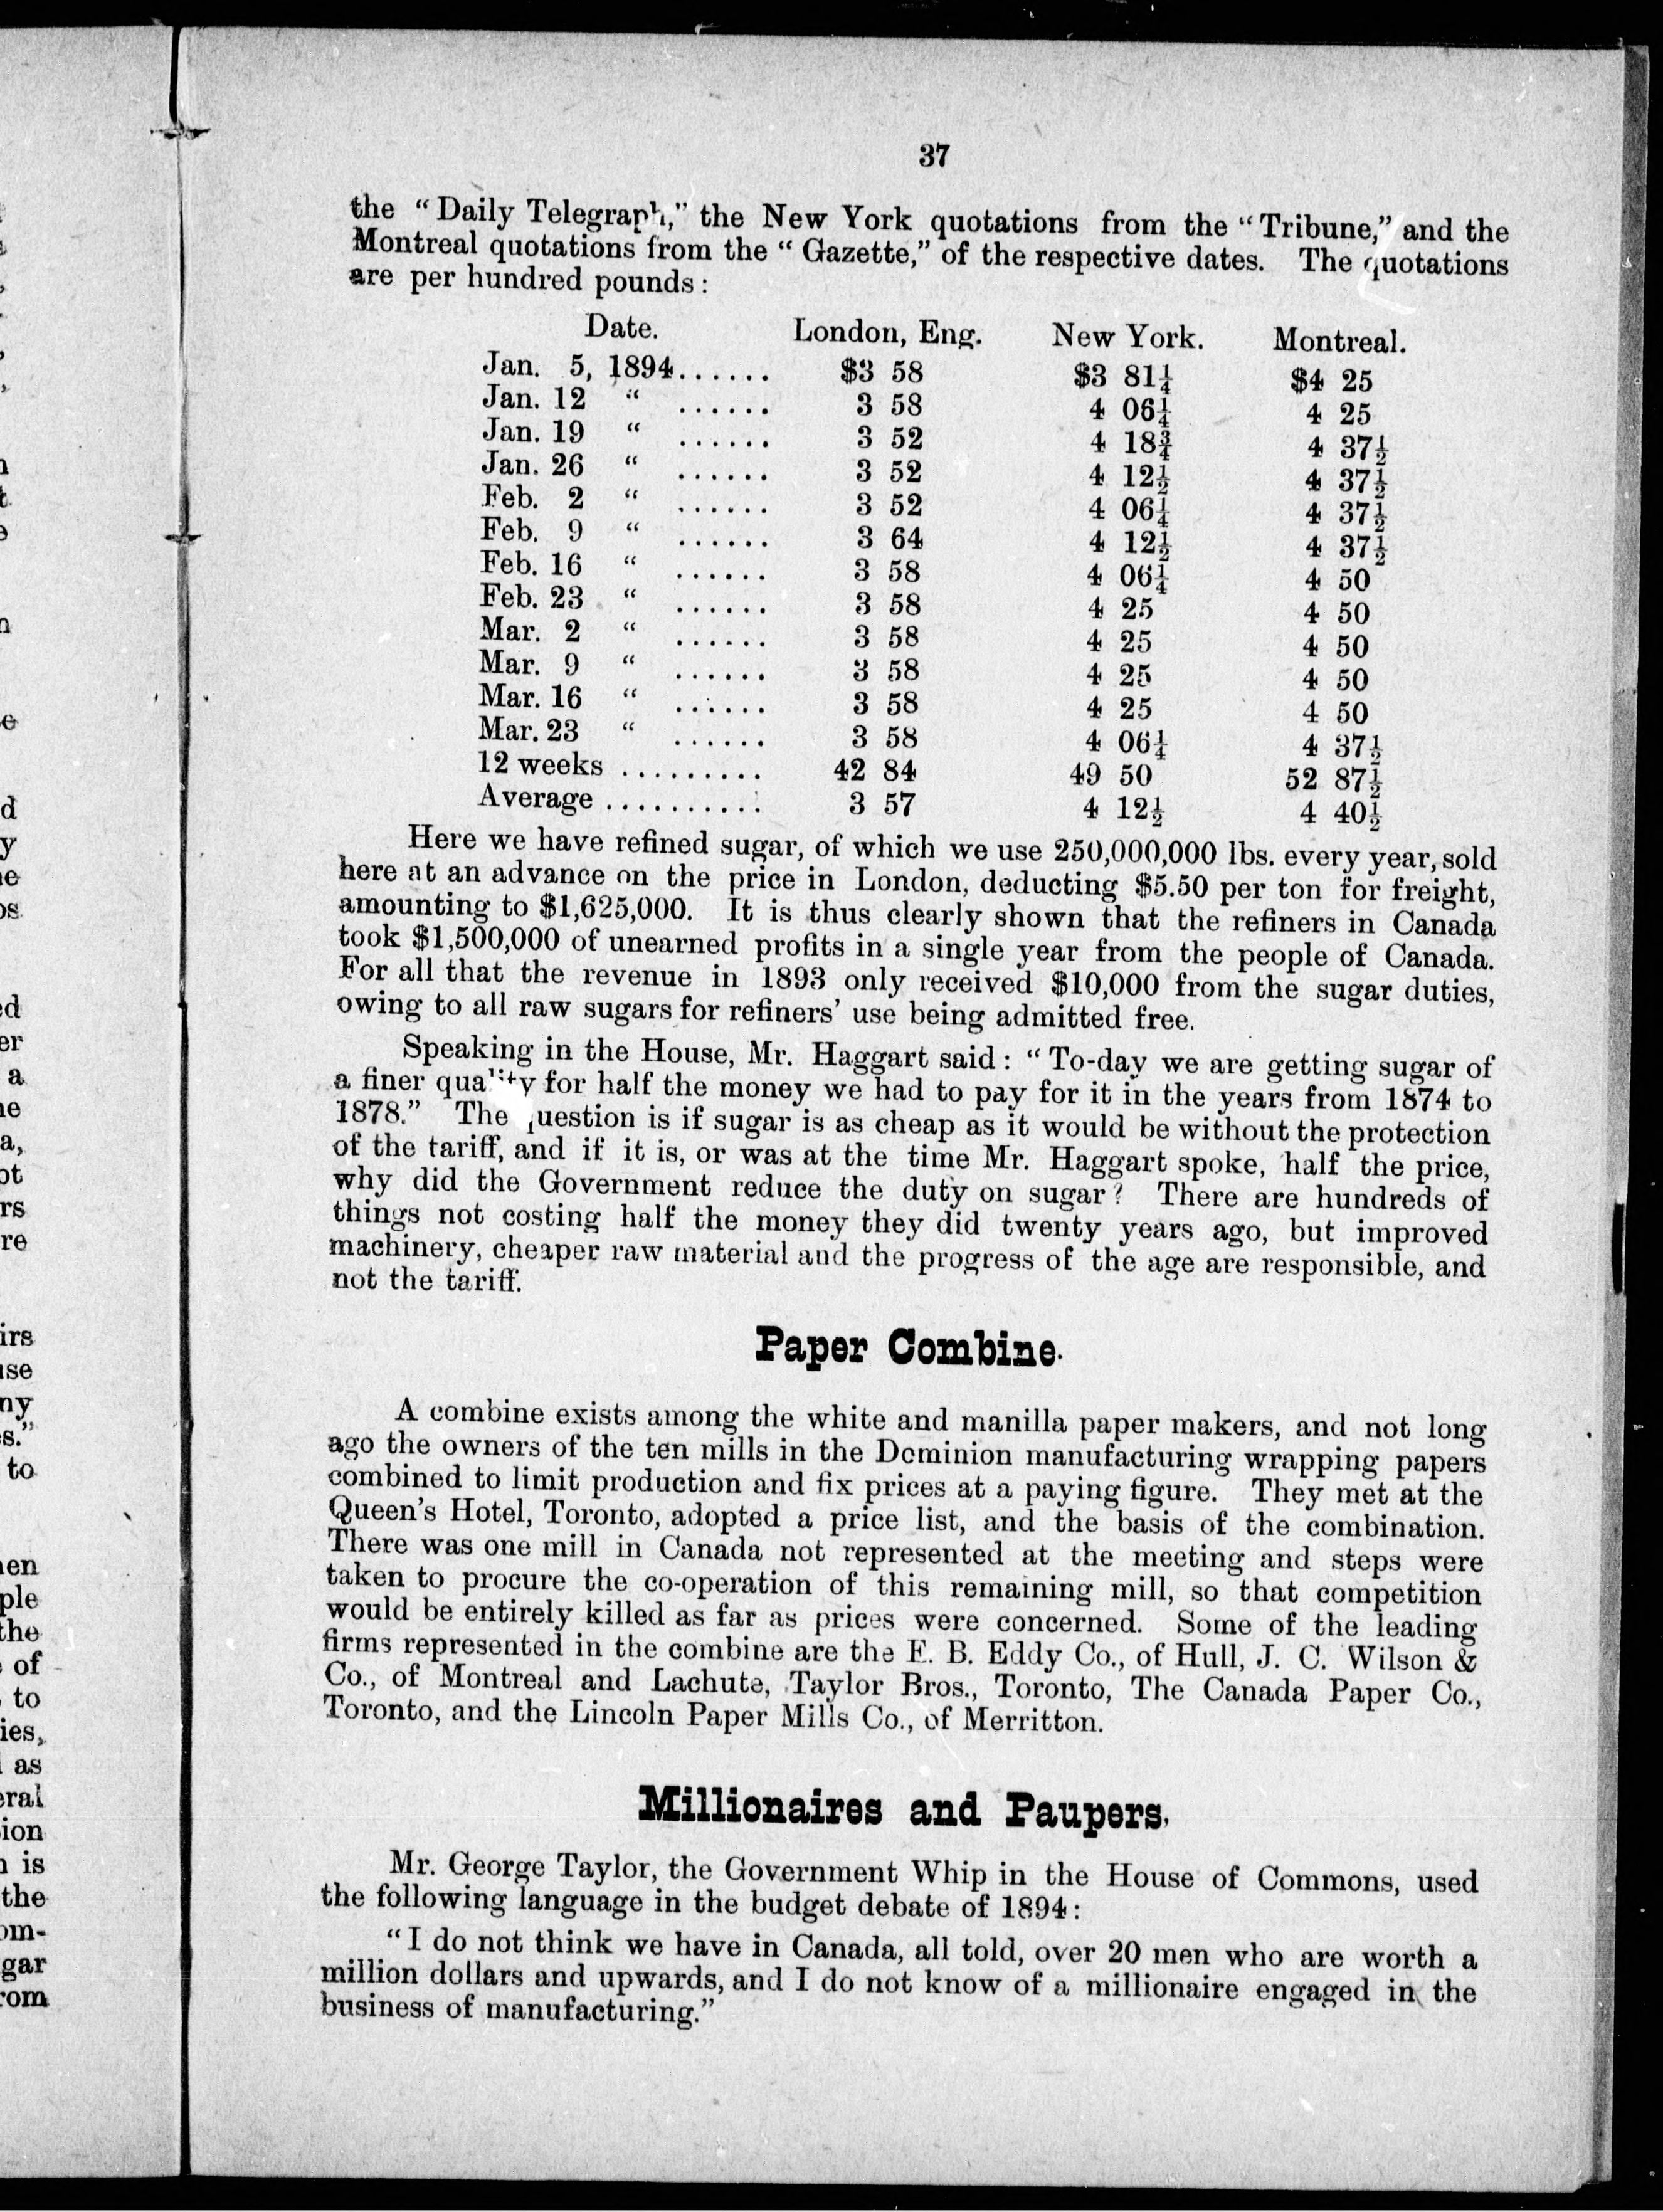 37
the “Daily Telegraph,” the New York quotations from the “Tribune,” and the
Montreal quotations from the “Gazette,” of the respective dates. The quotations
are per hundred pounds:
Date. London, Eng. New York. Montreal.
Jan. 5, 1894...... $3 58 $3 81¼ $4 25
Jan. 12 “ ...... 3 58 4 06¼ 4 25
Jan. 19 “ ...... 3 52 4 18¾ 4 37½
Jan. 26 “ ...... 3 52 4 12½ 4 37½
Feb. 2 “ ...... 3 52 4 06¼ 4 37½
Feb. 9 “ ...... 3 64 4 12½ 4 37½
Feb. 16 “ ...... 3 58 4 06¼ 4 50
Feb. 23 “ ...... 3 58 4 25 4 50
Mar. 2 “ ...... 3 58 4 25 4 50
Mar. 9 “ ...... 3 58 4 25 4 50
Mar. 16 “ ...... 3 58 4 25 4 50
Mar. 23 “ ...... 3 58 4 06¼ 4 37½
12 weeks ......... 42 84 49 50 52 87½
Average .......... 3 57 4 12½ 4 40½
Here we have refined sugar, of which we use 250,000,000 lbs. every year, sold
here at an advance on the price in London, deducting $5.50 per ton for freight,
amounting to $1,625,000. It is thus clearly shown that the refiners in Canada
took $1,500,000 of unearned profits in a single year from the people of Canada.
For all that the revenue in 1893 only received $10,000 from the sugar duties,
owing to all raw sugars for refiners’ use being admitted free.
Speaking in the House, Mr. Haggart said: “To-day we are getting sugar of
a finer quality for half the money we had to pay for it in the years from 1874 to
1878.” The question is if sugar is as cheap as it would be without the protection
of the tariff, and if it is, or was at the time Mr. Haggart spoke, half the price,
why did the Government reduce the duty on sugar? There are hundreds of
things not costing half the money they did twenty years ago, but improved
machinery, cheaper raw material and the progress of the age are responsible, and
not the tariff.
Paper Combine.
A combine exists among the white and manilla paper makers, and not long
ago the owners of the ten mills in the Dominion manufacturing wrapping papers
combined to limit production and fix prices at a paying figure. They met at the
Queen’s Hotel, Toronto, adopted a price list, and the basis of the combination.
There was one mill in Canada not represented at the meeting and steps were
taken to procure the co-operation of this remaining mill, so that competition
would be entirely killed as far as prices were concerned. Some of the leading
firms represented in the combine are the E. B. Eddy Co., of Hull, J. C. Wilson &
Co., of Montreal and Lachute, Taylor Bros., Toronto, The Canada Paper Co.,
Toronto, and the Lincoln Paper Mills Co., of Merritton.
Millionaires and Paupers.
Mr. George Taylor, the Government Whip in the House of Commons, used
the following language in the budget debate of 1894:
“I do not think we have in Canada, all told, over 20 men who are worth a
million dollars and upwards, and I do not know of a millionaire engaged in the
business of manufacturing.”